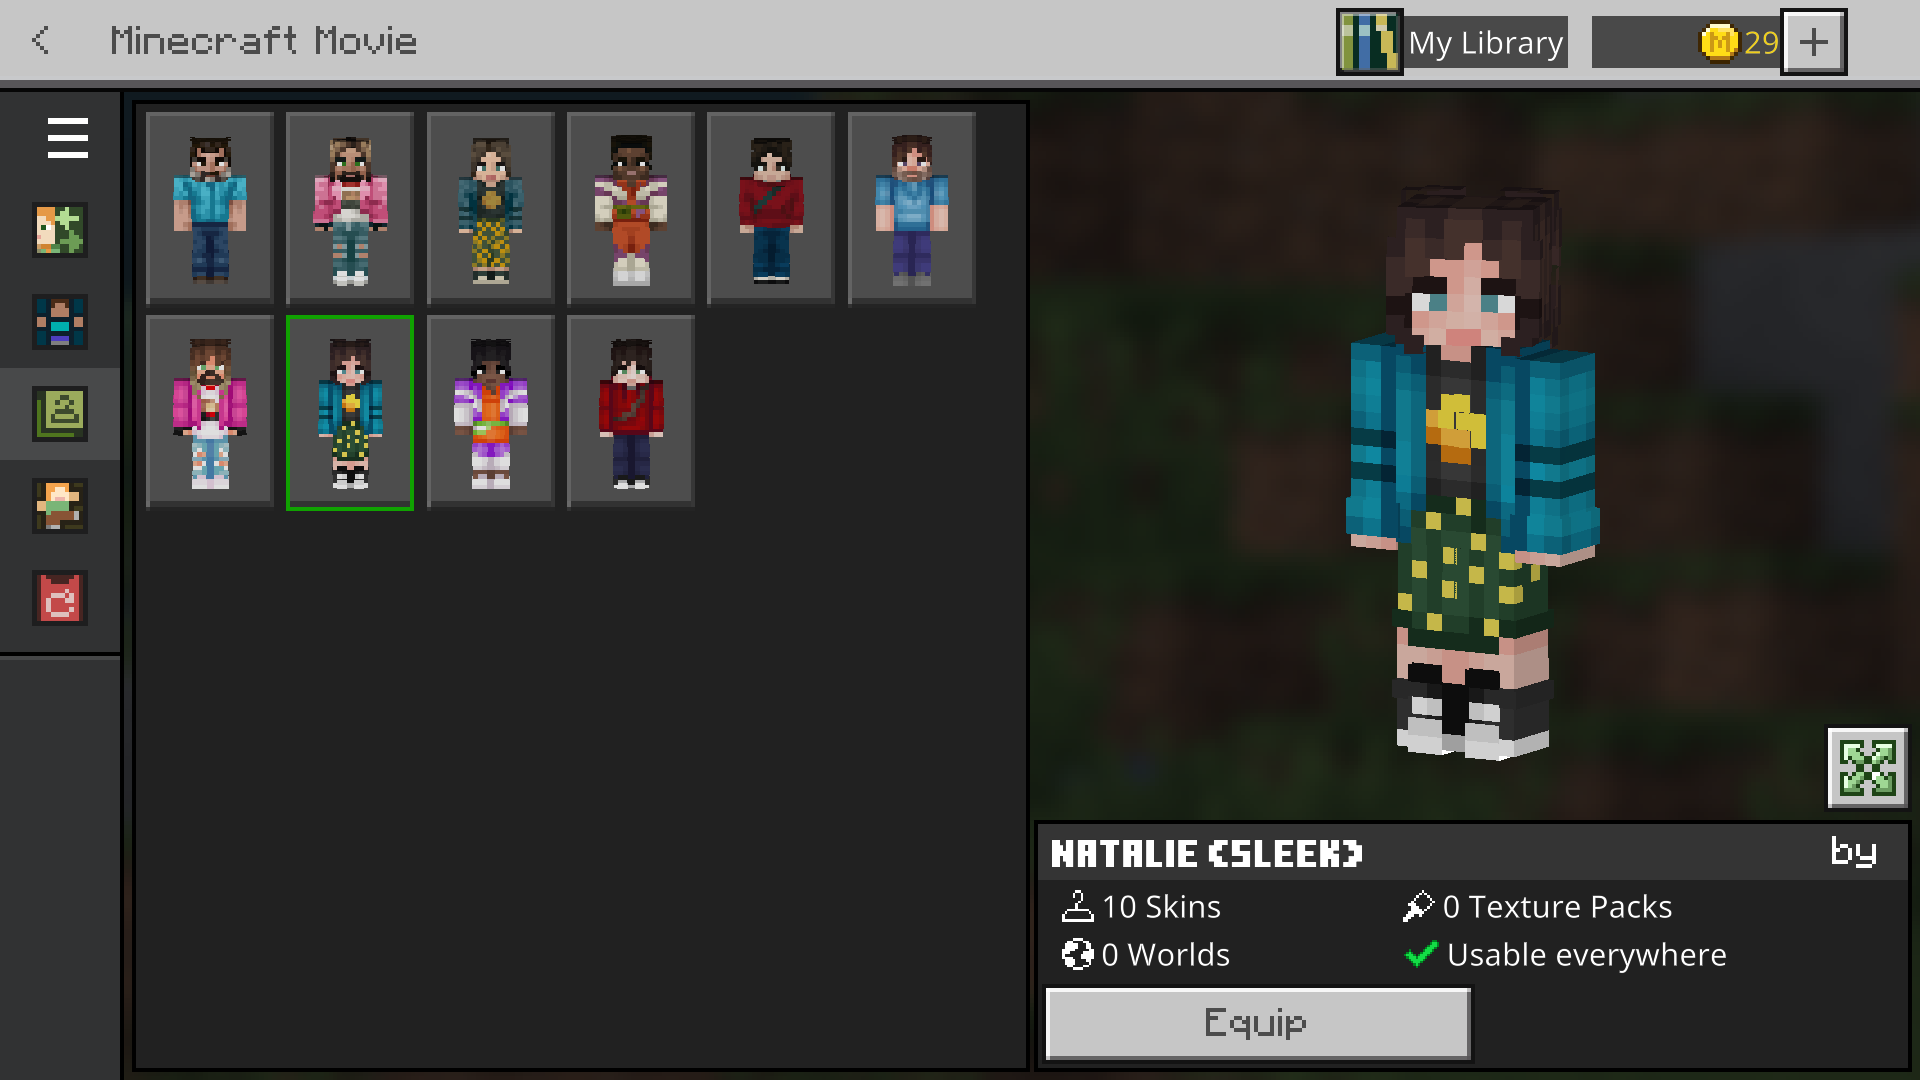 Minecraft Movie
My Library
29
NATALIE (SLEEK)
by
10 Skins
0 Texture Packs
0 Worlds
Usable everywhere
Equip